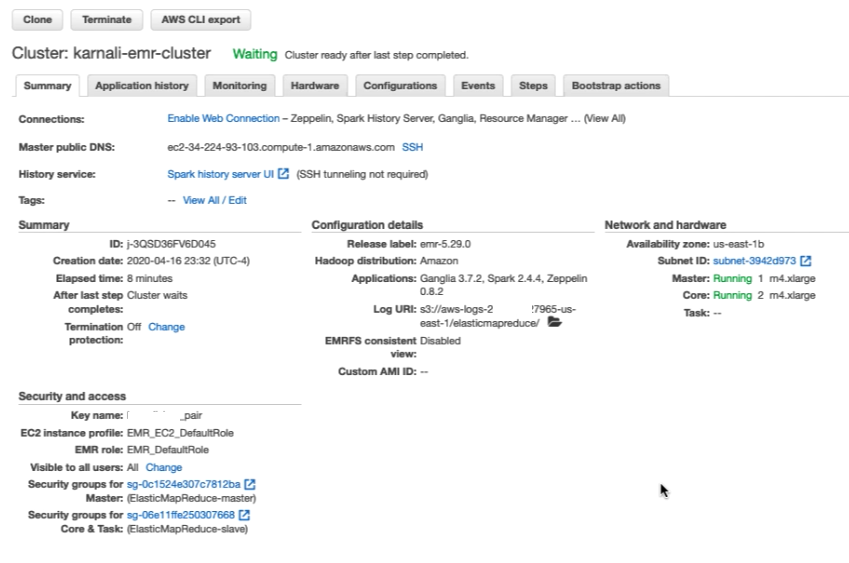 Clone Terminate AWS CLI export
Cluster: karnali-emr-cluster Waiting Cluster ready after last step completed.
Summary Application history Monitoring Hardware Configurations Events Steps Bootstrap actions
Connections: Enable Web Connection – Zeppelin, Spark History Server, Ganglia, Resource Manager ... (View All)
Master public DNS: ec2-34-224-93-103.compute-1.amazonaws.com SSH
History service: Spark history server UI (SSH tunneling not required)
Tags: -- View All / Edit
Summary
ID: j-3QSD36FV6D045
Creation date: 2020-04-16 23:32 (UTC-4)
Elapsed time: 8 minutes
After last step completes: Cluster waits
Termination protection: Off Change
Configuration details
Release label: emr-5.29.0
Hadoop distribution: Amazon
Applications: Ganglia 3.7.2, Spark 2.4.4, Zeppelin
0.8.2
Log URI: s3://aws-logs-2 7965-us-
east-1/elasticmapreduce/
EMRFS consistent view: Disabled
Custom AMI ID: --
Network and hardware
Availability zone: us-east-1b
Subnet ID: subnet-3942d973
Master: Running 1 m4.xlarge
Core: Running 2 m4.xlarge
Task: --
Security and access
Key name: _pair
EC2 instance profile: EMR_EC2_DefaultRole
EMR role: EMR_DefaultRole
Visible to all users: All Change
Security groups for Master: sg-0c1524e307c7812ba
(ElasticMapReduce-master)
Security groups for Core & Task: sg-06e11ffe250307668
(ElasticMapReduce-slave)